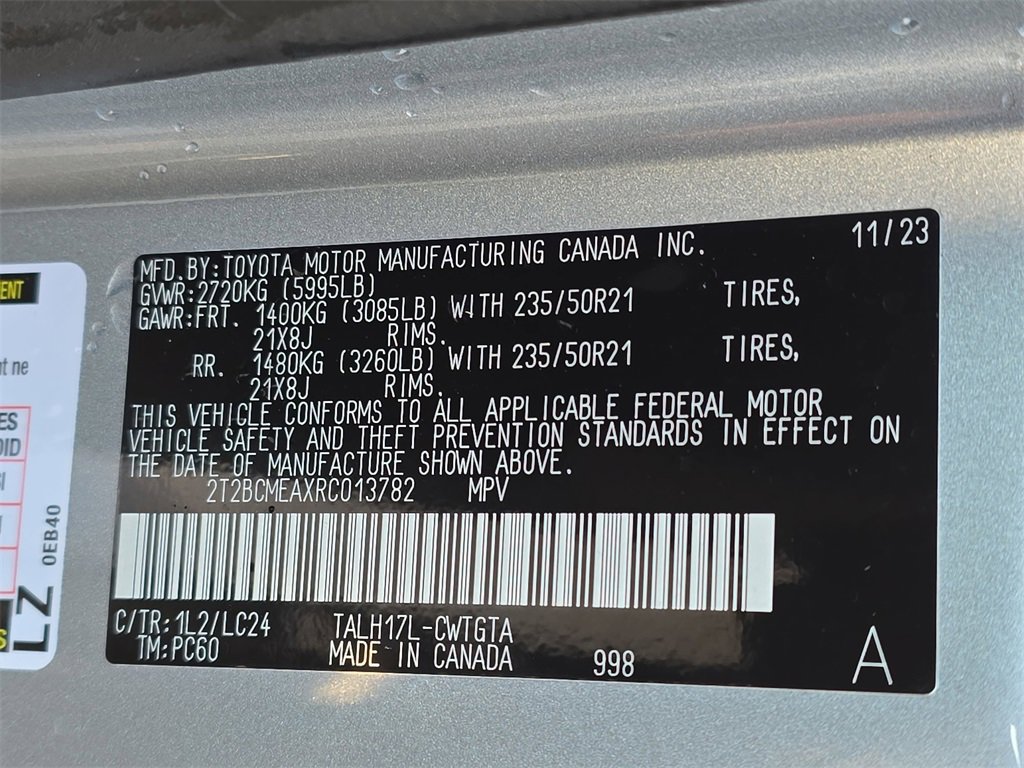 MFD.BY:TOYOTA MOTOR MANUFACTURING CANADA INC. 11/23
GVWR:2720KG (5995LB)
GAWR:FRT. 1400KG (3085LB) WITH 235/50R21 TIRES,
21X8J RIMS.
RR. 1480KG (3260LB) WITH 235/50R21 TIRES,
21X8J RIMS.
THIS VEHICLE CONFORMS TO ALL APPLICABLE FEDERAL MOTOR
VEHICLE SAFETY AND THEFT PREVENTION STANDARDS IN EFFECT ON
THE DATE OF MANUFACTURE SHOWN ABOVE.
2T2BCMEAXRC013782 MPV
C/TR:1L2/LC24 TALH17L-CWTGTA
TM:PC60 MADE IN CANADA 998 A
LZ 0EB40